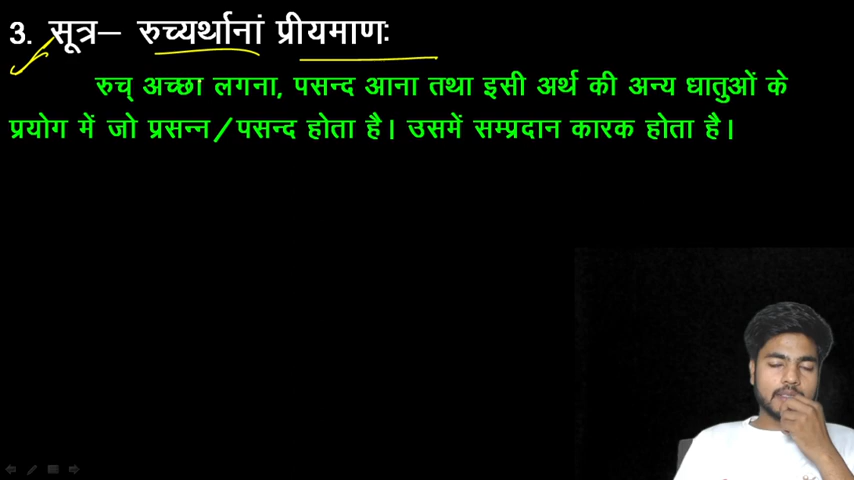 3. सूत्र– रुच्यर्थानां प्रीयमाणः
रुच् अच्छा लगना, पसन्द आना तथा इसी अर्थ की अन्य धातुओं के
प्रयोग में जो प्रसन्न/पसन्द होता है। उसमें सम्प्रदान कारक होता है।